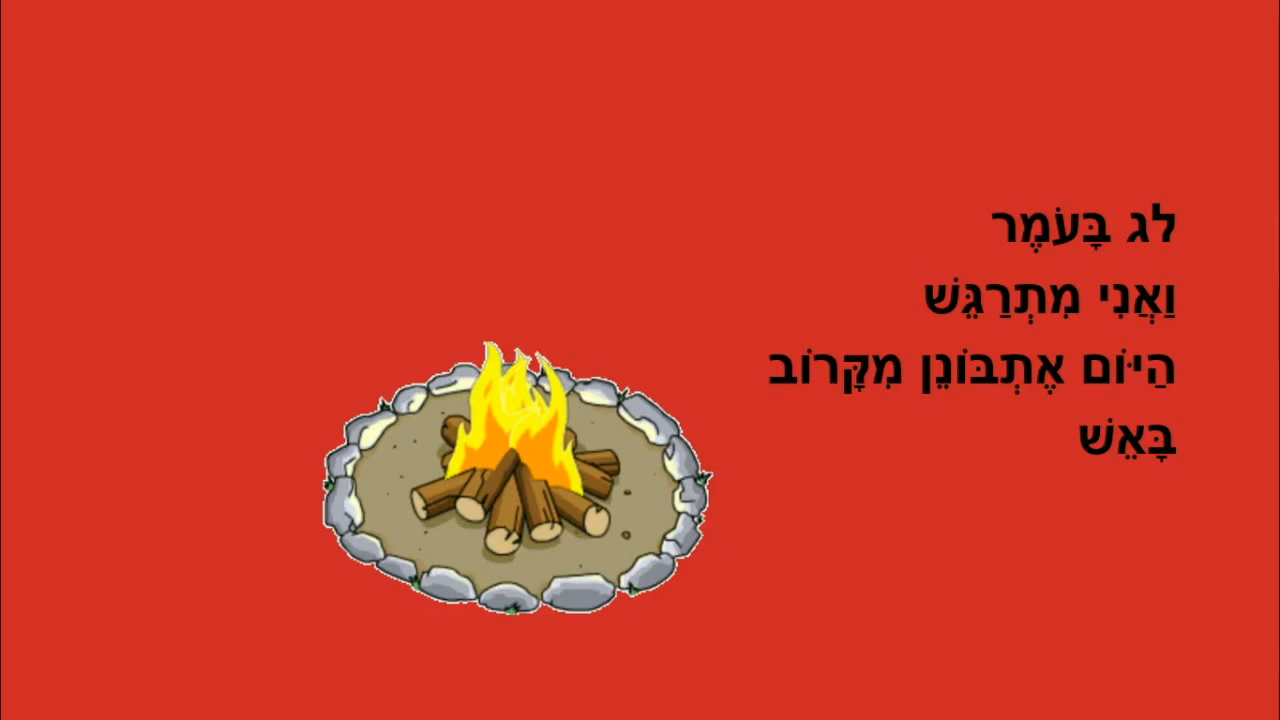 לג בָּעֹמֶר
וַאֲנִי מִתְרַגֵּשׁ
הַיּוֹם אֶתְבּוֹנֵן מִקָּרוֹב
בָּאֵשׁ